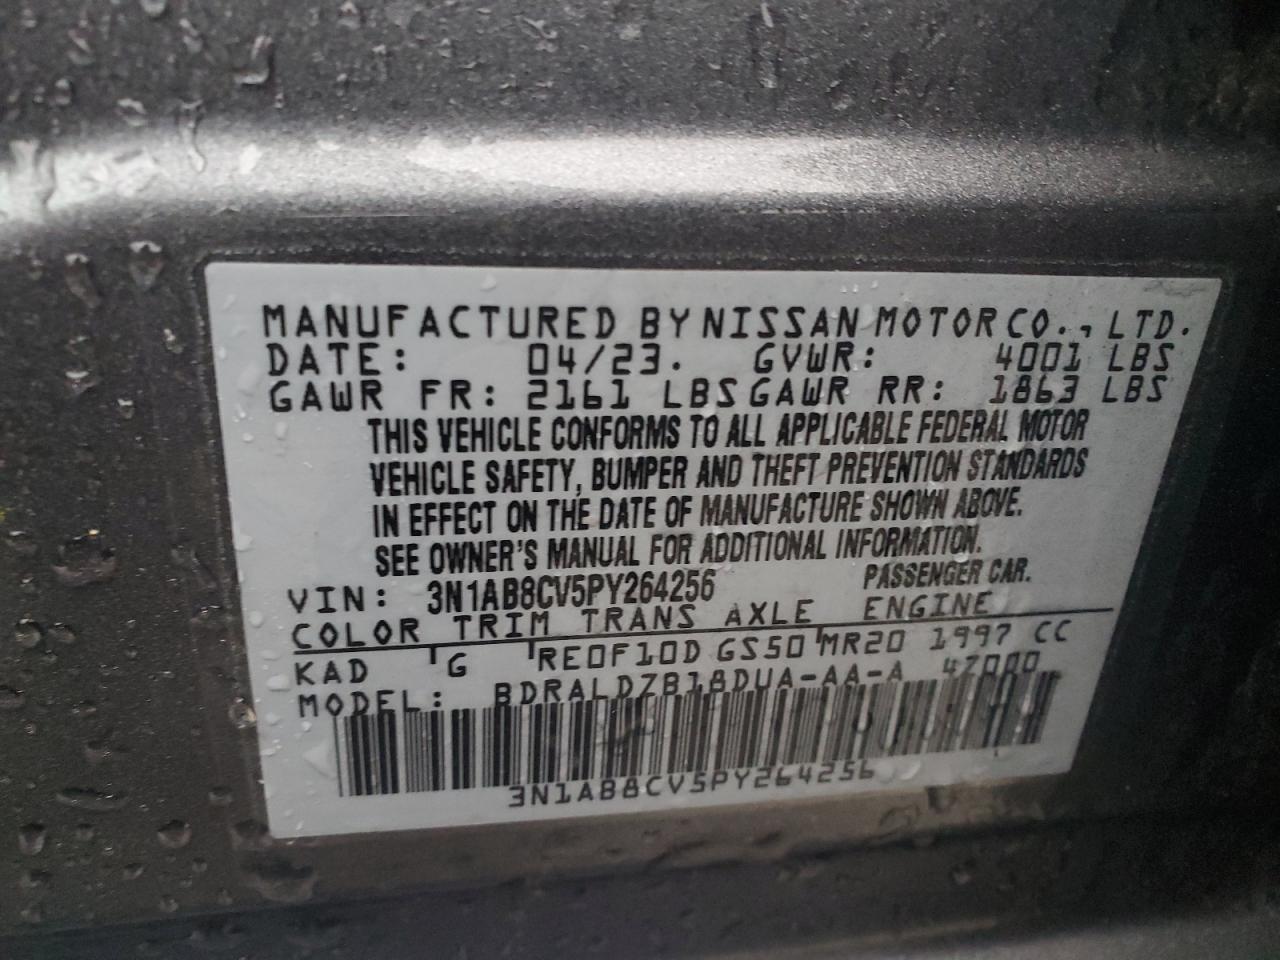 MANUFACTURED BY NISSAN MOTOR CO., LTD.
DATE: 04/23. GVWR: 4001 LBS
GAWR FR: 2161 LBS GAWR RR: 1863 LBS
THIS VEHICLE CONFORMS TO ALL APPLICABLE FEDERAL MOTOR
VEHICLE SAFETY, BUMPER AND THEFT PREVENTION STANDARDS
IN EFFECT ON THE DATE OF MANUFACTURE SHOWN ABOVE.
SEE OWNER'S MANUAL FOR ADDITIONAL INFORMATION.
VIN: 3N1AB8CV5PY264256 PASSENGER CAR.
COLOR TRIM TRANS AXLE ENGINE
KAD G RE0F10D GS50 MR20 1997 CC
MODEL: BDRALDZB18DUA-AA-A
3N1AB8CV5PY264256